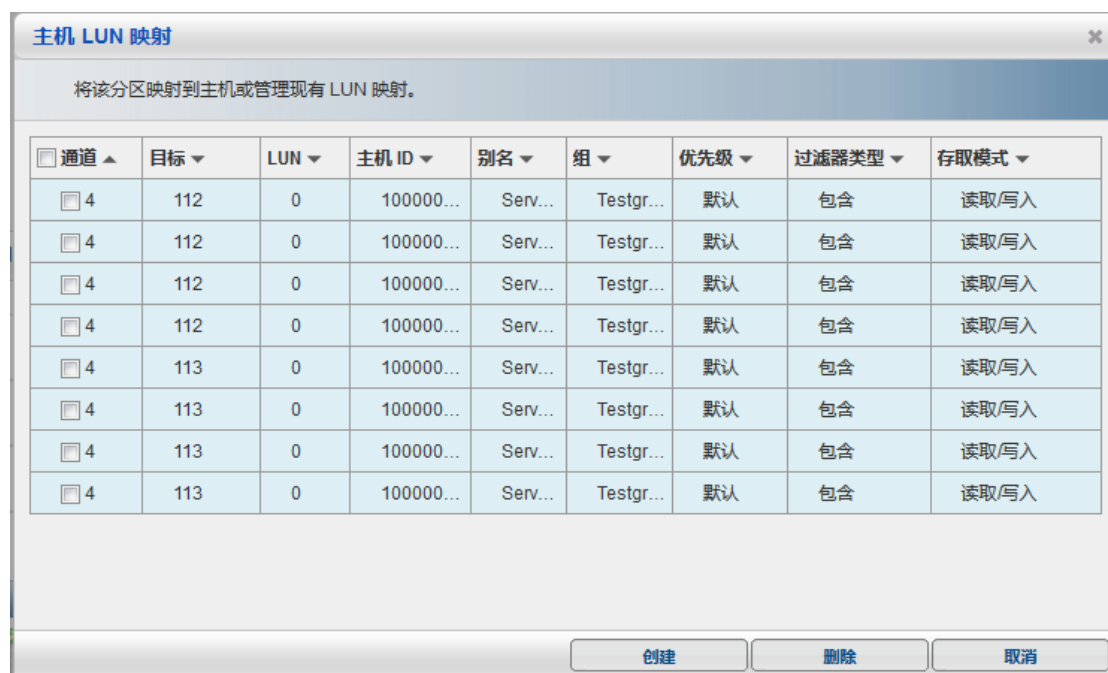 主机 LUN 映射
将该分区映射到主机或管理现有 LUN 映射。
通道 目标 LUN 主机 ID 别名 组 优先级 过滤器类型 存取模式
4 112 0 100000... Serv... Testgr... 默认 包含 读取/写入
4 112 0 100000... Serv... Testgr... 默认 包含 读取/写入
4 112 0 100000... Serv... Testgr... 默认 包含 读取/写入
4 112 0 100000... Serv... Testgr... 默认 包含 读取/写入
4 113 0 100000... Serv... Testgr... 默认 包含 读取/写入
4 113 0 100000... Serv... Testgr... 默认 包含 读取/写入
4 113 0 100000... Serv... Testgr... 默认 包含 读取/写入
4 113 0 100000... Serv... Testgr... 默认 包含 读取/写入
创建 删除 取消